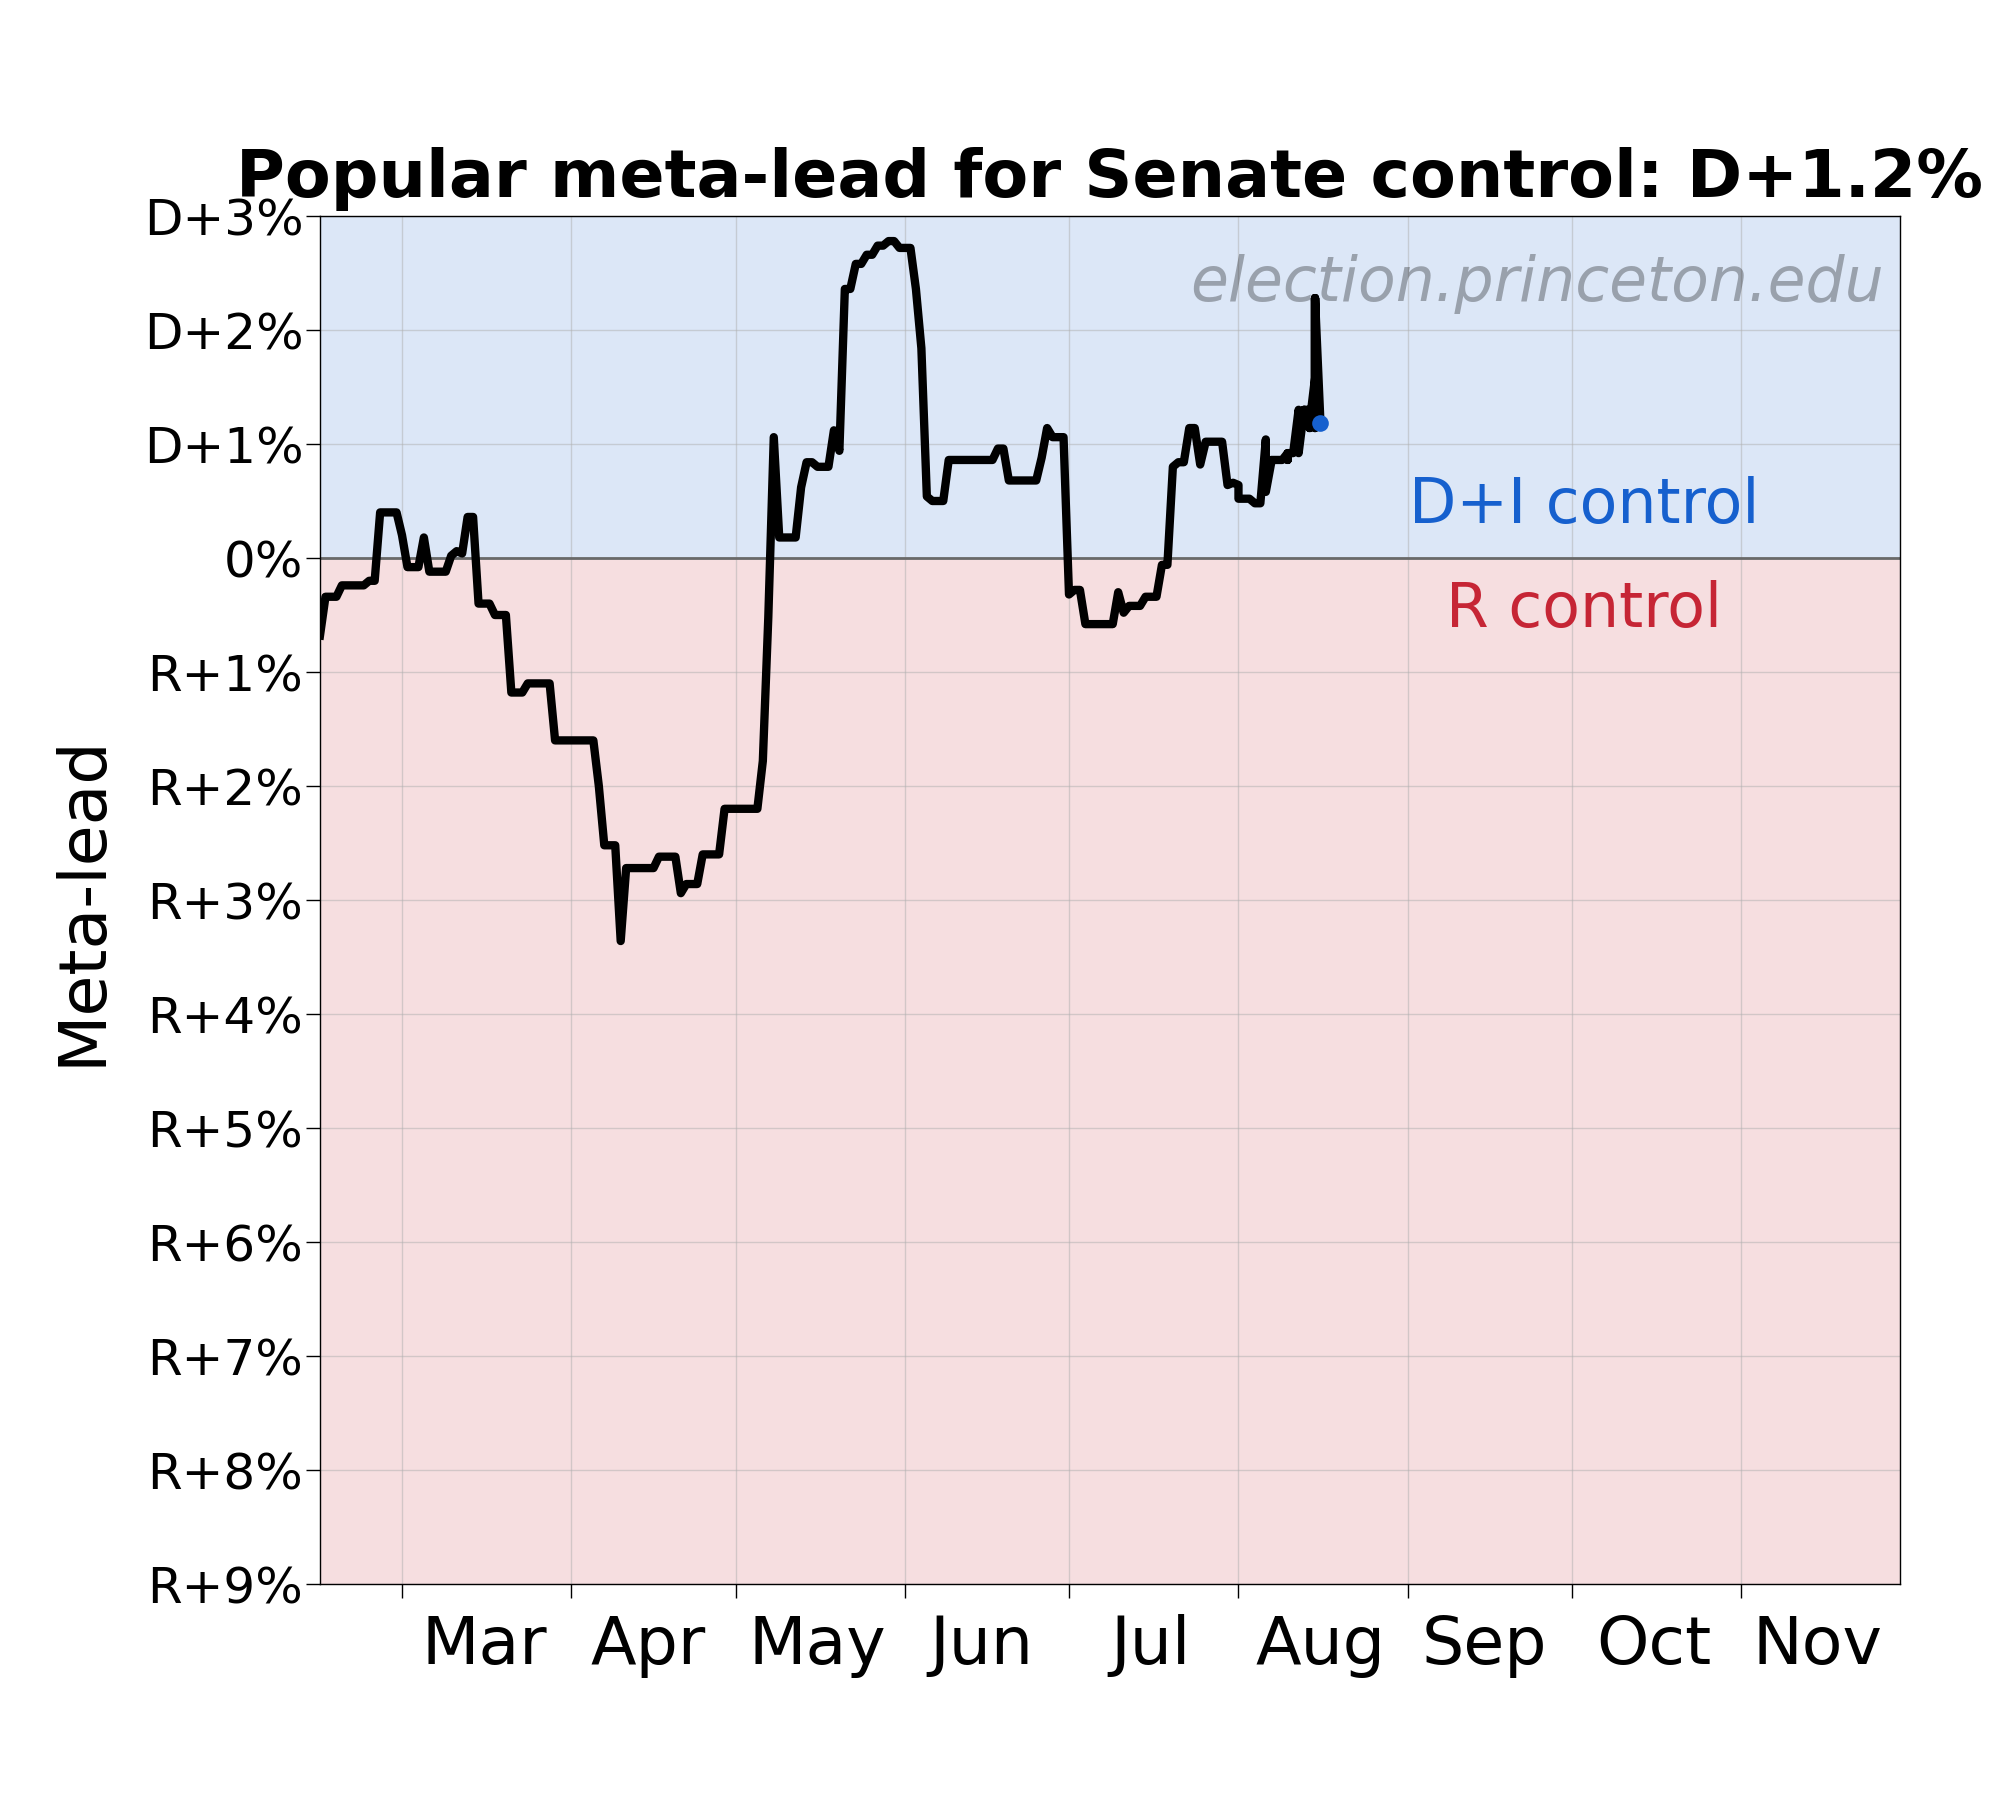 Popular meta-lead for Senate control: D+1.2%
D+3%
election.princeton.edu
D+2%
D+1%
D+I control
0%
R control
R+1%
R+2%
Meta-lead
R+3%
R+4%
R+5%
R+6%
R+7%
R+8%
R+9%
Mar Apr May Jun Jul Aug Sep Oct Nov